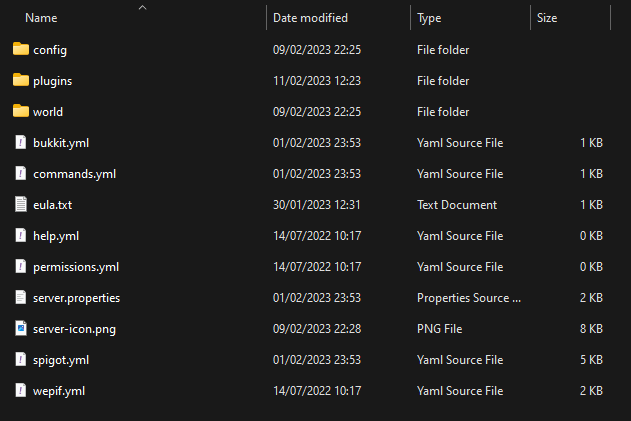 Name Date modified Type Size
config 09/02/2023 22:25 File folder
plugins 11/02/2023 12:23 File folder
world 09/02/2023 22:25 File folder
bukkit.yml 01/02/2023 23:53 Yaml Source File 1 KB
commands.yml 01/02/2023 23:53 Yaml Source File 1 KB
eula.txt 30/01/2023 12:31 Text Document 1 KB
help.yml 14/07/2022 10:17 Yaml Source File 0 KB
permissions.yml 14/07/2022 10:17 Yaml Source File 0 KB
server.properties 01/02/2023 23:53 Properties Source ... 2 KB
server-icon.png 09/02/2023 22:28 PNG File 8 KB
spigot.yml 01/02/2023 23:53 Yaml Source File 5 KB
wepif.yml 14/07/2022 10:17 Yaml Source File 2 KB